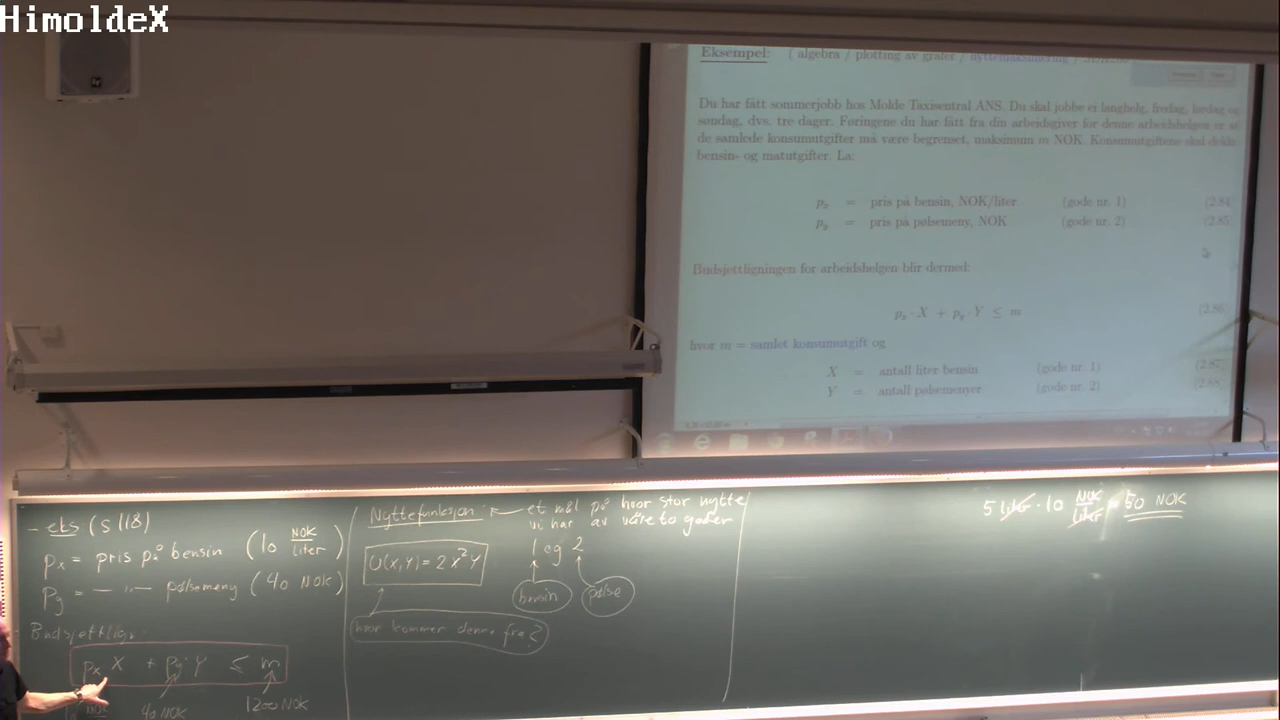 HimoldeX
Eksempel: ( algebra / plotting av grafer / nyttemaksimering /
Du har fått sommerjobb hos Molde Taxisentral ANS. Du skal jobbe ei langhelg, fredag, lørdag og
søndag, dvs. tre dager. Føringene du har fått fra din arbeidsgiver for denne arbeidshelgen er at
de samlede konsumutgifter må være begrenset, maksimum m NOK. Konsumutgiftene skal dekke
bensin- og matutgifter. La:
pₓ = pris på bensin, NOK/liter (gode nr. 1) (2.84)
p_y = pris på pølsemeny, NOK (gode nr. 2) (2.85)
Budsjettligningen for arbeidshelgen blir dermed:
pₓ · X + p_y · Y ≤ m (2.86)
hvor m = samlet konsumutgift og
X = antall liter bensin (gode nr. 1) (2.87)
Y = antall pølsemenyer (gode nr. 2) (2.88)
- eks (s 118)
pₓ = pris på bensin (10 NOK/liter)
p_y = — " — pølsemeny (40 NOK)
Budsjettlign:
pₓ X + p_y · Y ≤ m
40 NOK 1200 NOK
Nyttefunksjon: ← et mål på hvor stor nytte
vi har av våre to goder
1 og 2
U(x,y) = 2x²y
bensin pølse
hvor kommer denne fra?
5 liter · 10 NOK/liter = 50 NOK